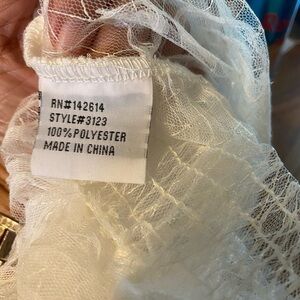 RN#142614
STYLE#3123
100%POLYESTER
MADE IN CHINA